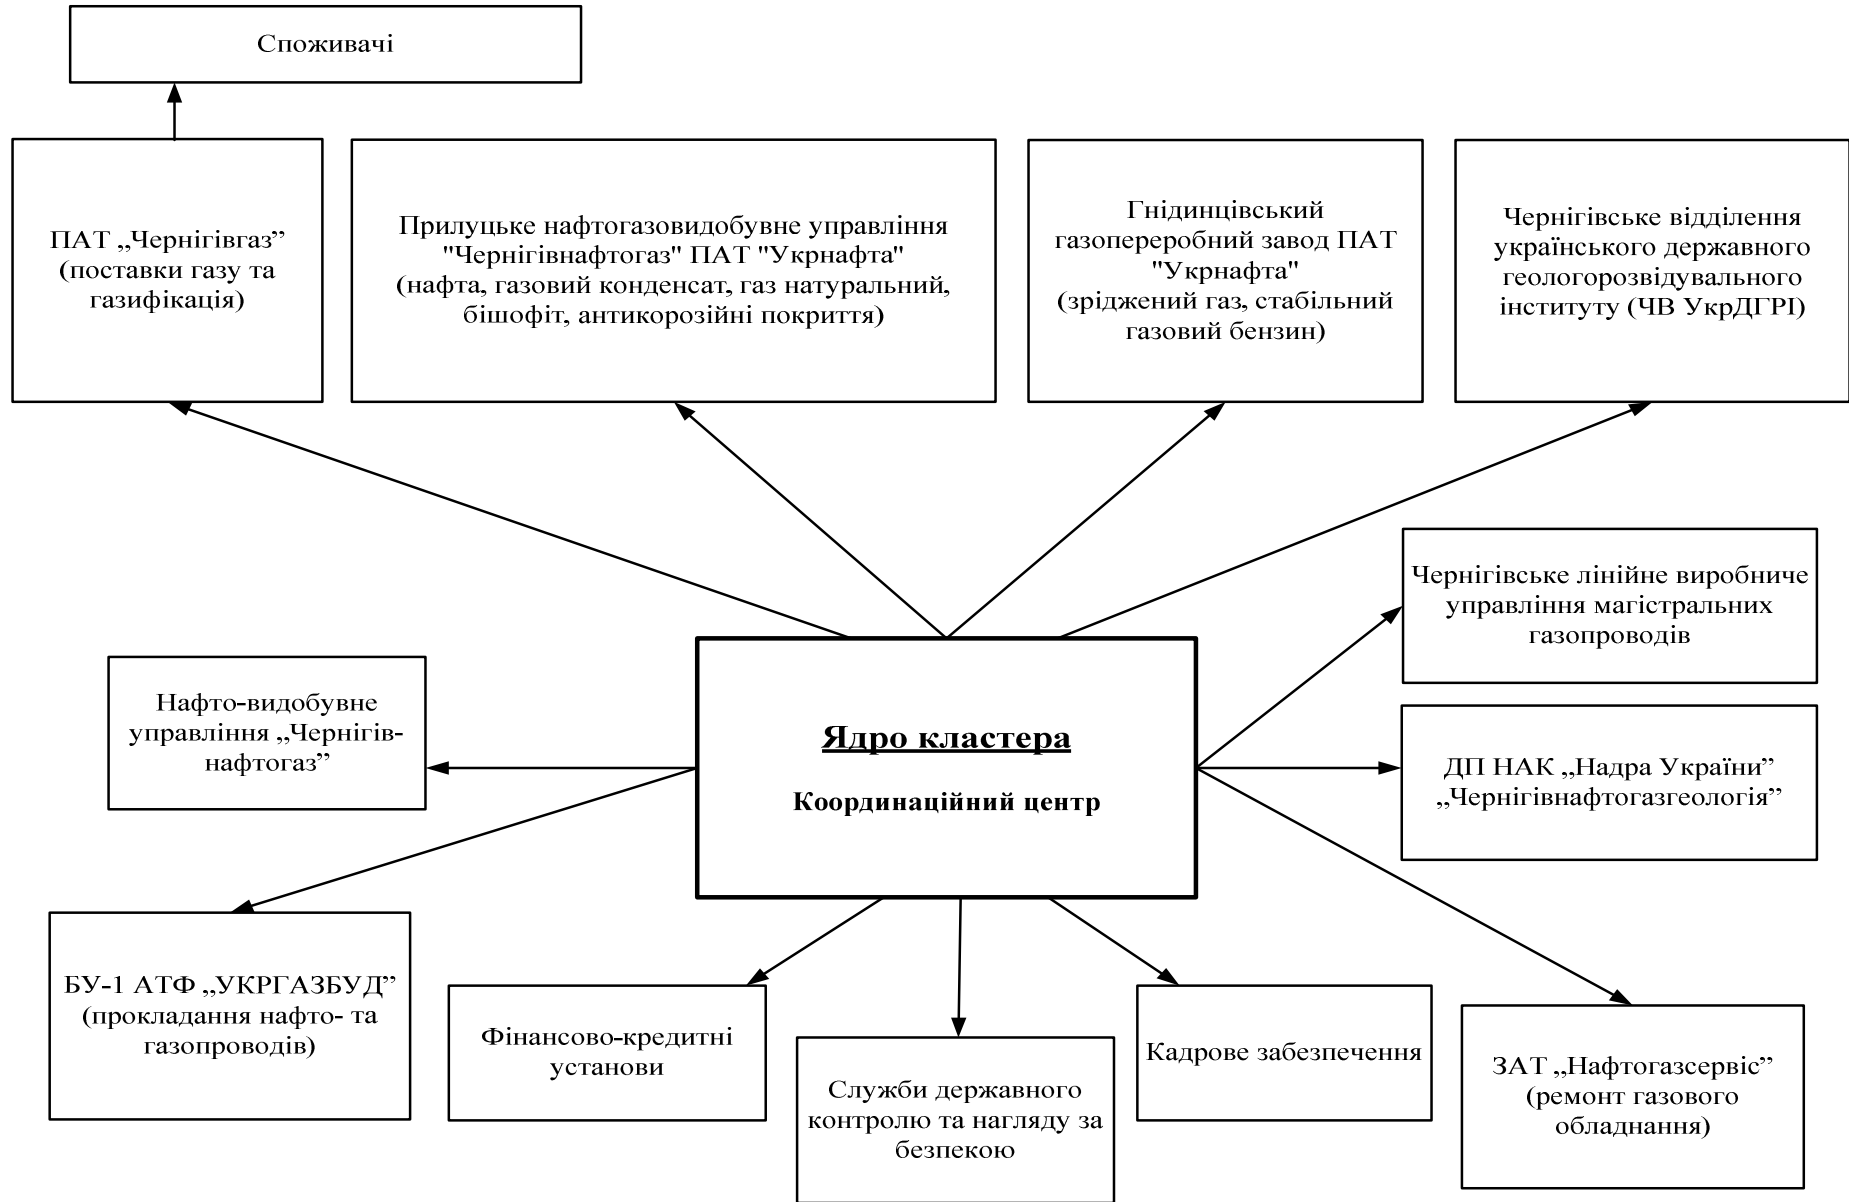 Споживачі
ПАТ „Чернігівгаз”
(поставки газу та
газифікація)
Прилуцьке нафтогазовидобувне управління
"Чернігівнафтогаз" ПАТ "Укрнафта"
(нафта, газовий конденсат, газ натуральний,
бішофіт, антикорозійні покриття)
Гнідинцівський
газопереробний завод ПАТ
"Укрнафта"
(зріджений газ, стабільний
газовий бензин)
Чернігівське відділення
українського державного
геологорозвідувального
інституту (ЧВ УкрДГРІ)
Чернігівське лінійне виробниче
управління магістральних
газопроводів
Нафто-видобувне
управління „Чернігів-
нафтогаз”
Ядро кластера
Координаційний центр
ДП НАК „Надра України”
„Чернігівнафтогазгеологія”
БУ-1 АТФ „УКРГАЗБУД”
(прокладання нафто- та
газопроводів)
Фінансово-кредитні
установи
Служби державного
контролю та нагляду за
безпекою
Кадрове забезпечення
ЗАТ „Нафтогазсервіс”
(ремонт газового
обладнання)